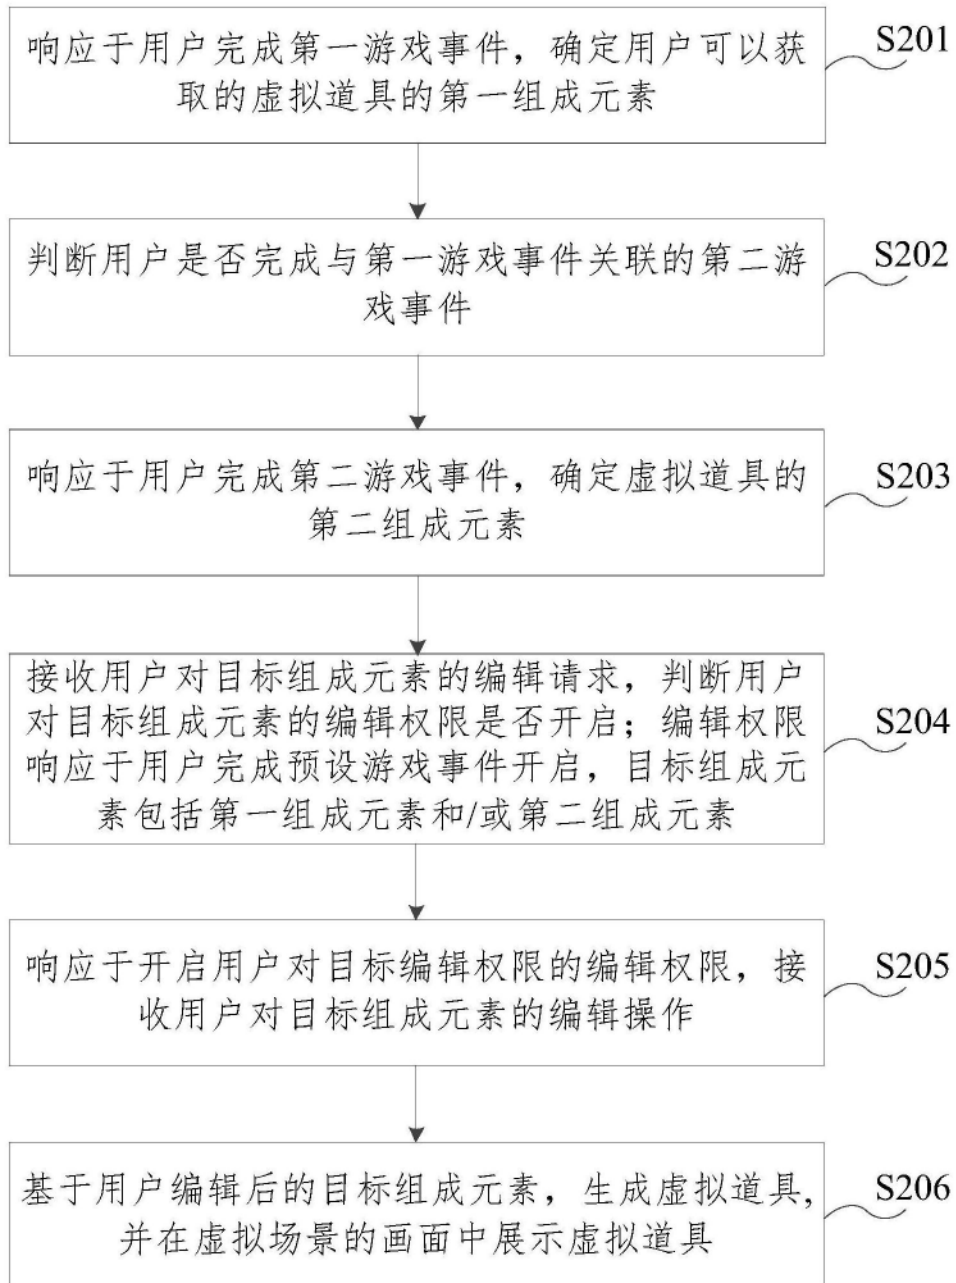 响应于用户完成第一游戏事件，确定用户可以获
取的虚拟道具的第一组成元素
S201
判断用户是否完成与第一游戏事件关联的第二游
戏事件
S202
响应于用户完成第二游戏事件，确定虚拟道具的
第二组成元素
S203
接收用户对目标组成元素的编辑请求，判断用户
对目标组成元素的编辑权限是否开启；编辑权限
响应于用户完成预设游戏事件开启，目标组成元
素包括第一组成元素和/或第二组成元素
S204
响应于开启用户对目标编辑权限的编辑权限，接
收用户对目标组成元素的编辑操作
S205
基于用户编辑后的目标组成元素，生成虚拟道具,
并在虚拟场景的画面中展示虚拟道具
S206